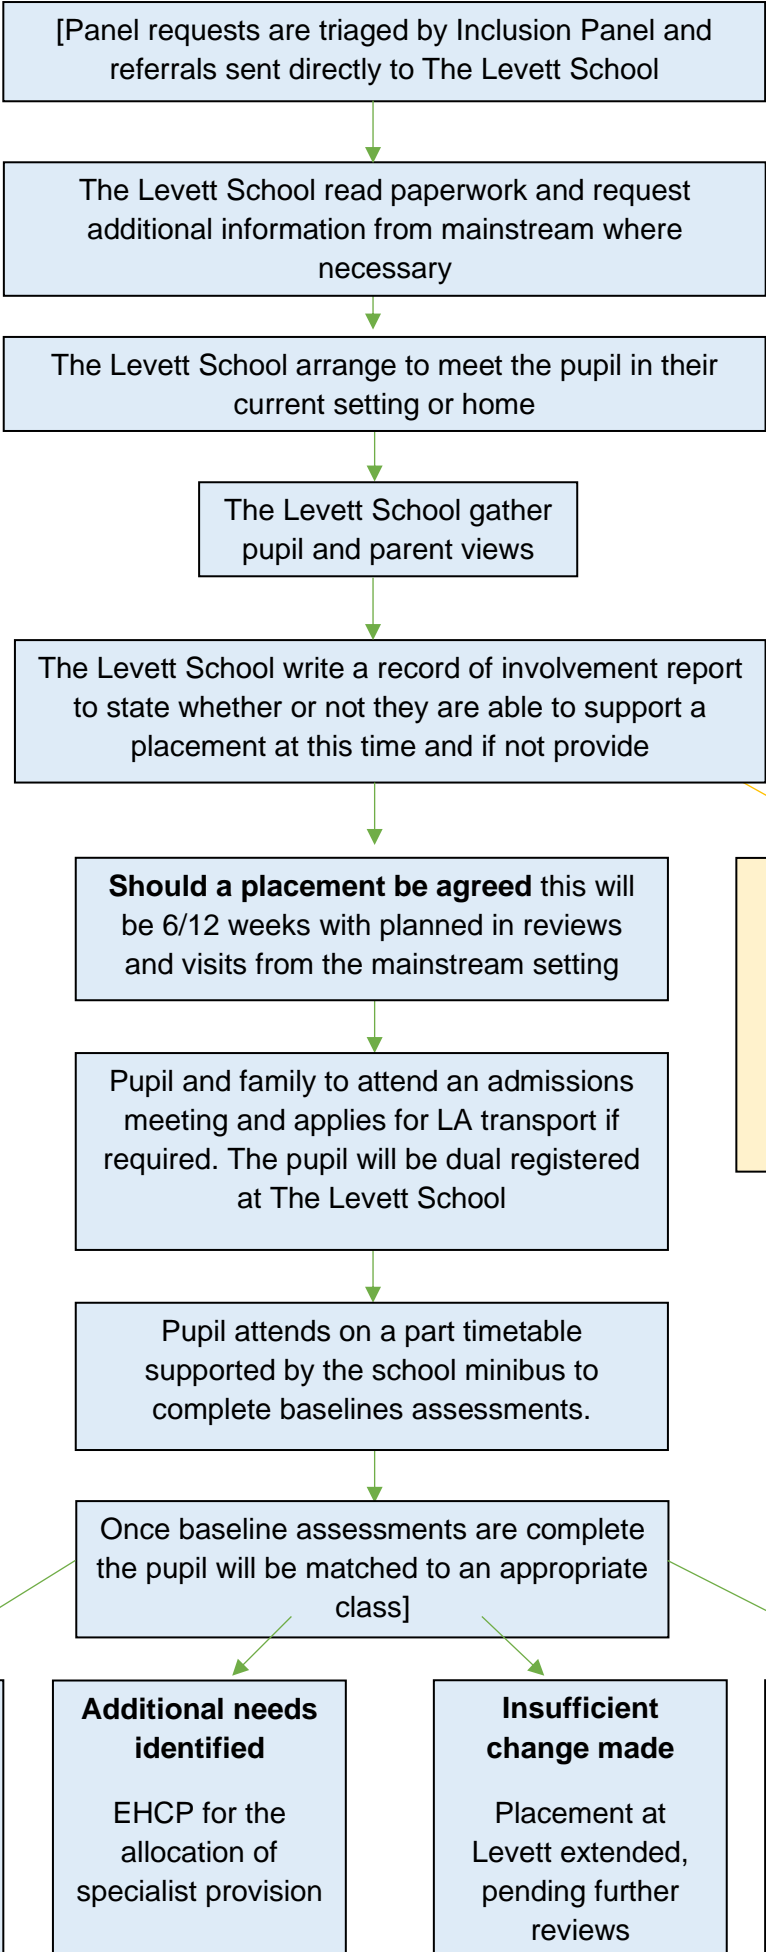 [Panel requests are triaged by Inclusion Panel and
referrals sent directly to The Levett School
The Levett School read paperwork and request
additional information from mainstream where
necessary
The Levett School arrange to meet the pupil in their
current setting or home
The Levett School gather
pupil and parent views
The Levett School write a record of involvement report
to state whether or not they are able to support a
placement at this time and if not provide
Should a placement be agreed this will
be 6/12 weeks with planned in reviews
and visits from the mainstream setting
Pupil and family to attend an admissions
meeting and applies for LA transport if
required. The pupil will be dual registered
at The Levett School
Pupil attends on a part timetable
supported by the school minibus to
complete baselines assessments.
Once baseline assessments are complete
the pupil will be matched to an appropriate
class]
Additional needs
identified
EHCP for the
allocation of
specialist provision
Insufficient
change made
Placement at
Levett extended,
pending further
reviews